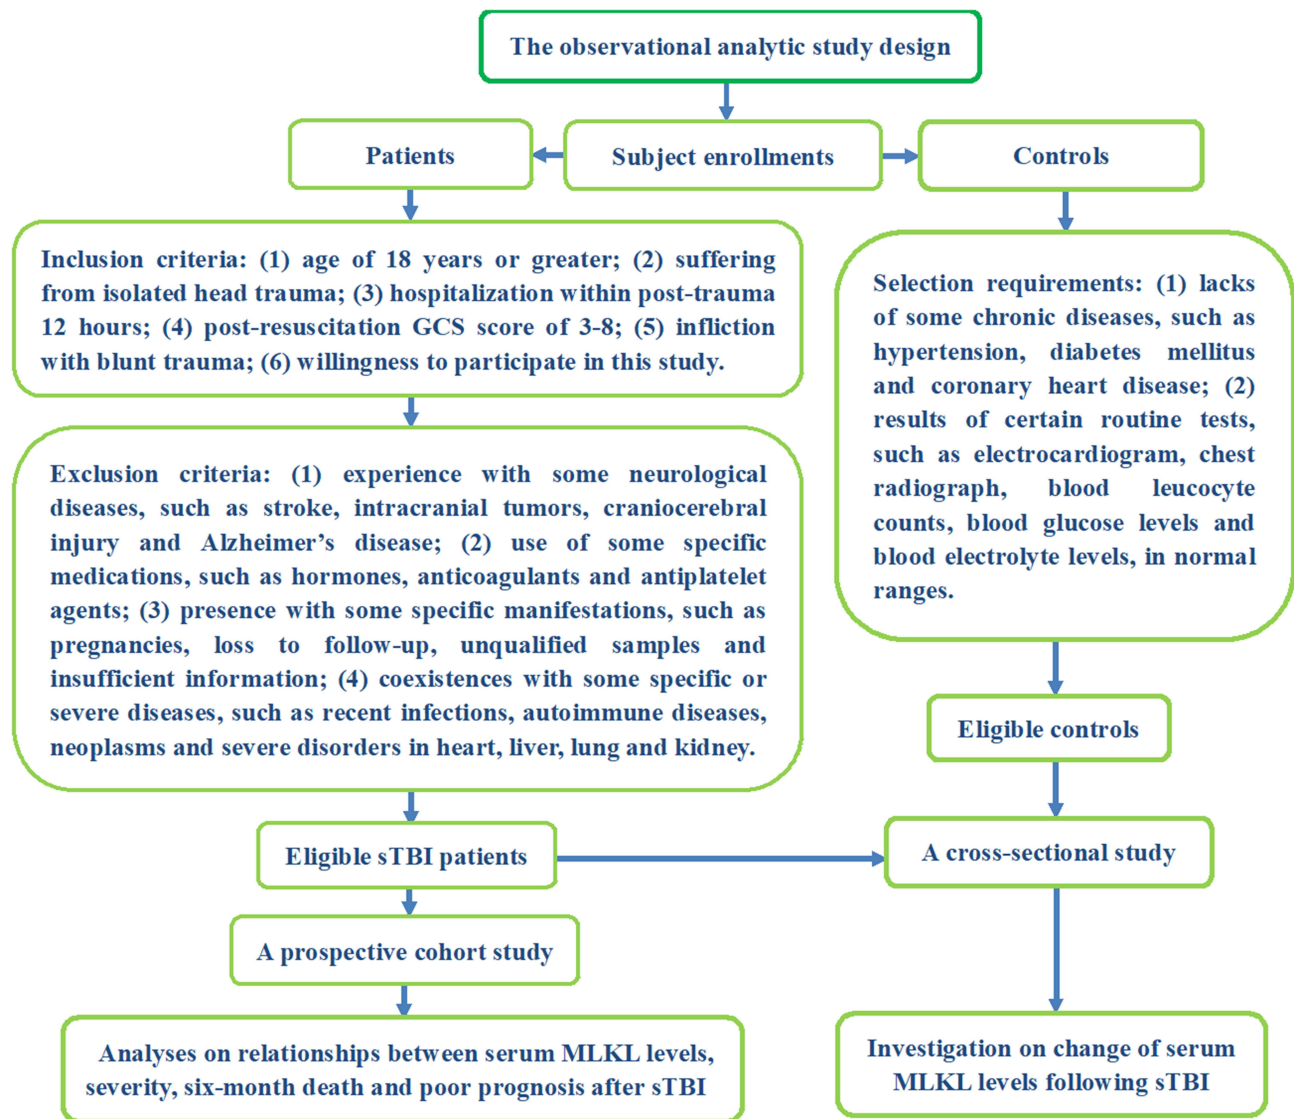 The observational analytic study design
Patients
Subject enrollments
Controls
Inclusion criteria: (1) age of 18 years or greater; (2) suffering
from isolated head trauma; (3) hospitalization within post-trauma
12 hours; (4) post-resuscitation GCS score of 3-8; (5) infliction
with blunt trauma; (6) willingness to participate in this study.
Selection requirements: (1) lacks
of some chronic diseases, such as
hypertension, diabetes mellitus
and coronary heart disease; (2)
results of certain routine tests,
such as electrocardiogram, chest
radiograph, blood leucocyte
counts, blood glucose levels and
blood electrolyte levels, in normal
ranges.
Exclusion criteria: (1) experience with some neurological
diseases, such as stroke, intracranial tumors, craniocerebral
injury and Alzheimer’s disease; (2) use of some specific
medications, such as hormones, anticoagulants and antiplatelet
agents; (3) presence with some specific manifestations, such as
pregnancies, loss to follow-up, unqualified samples and
insufficient information; (4) coexistences with some specific or
severe diseases, such as recent infections, autoimmune diseases,
neoplasms and severe disorders in heart, liver, lung and kidney.
Eligible controls
Eligible sTBI patients
A cross-sectional study
A prospective cohort study
Analyses on relationships between serum MLKL levels,
severity, six-month death and poor prognosis after sTBI
Investigation on change of serum
MLKL levels following sTBI